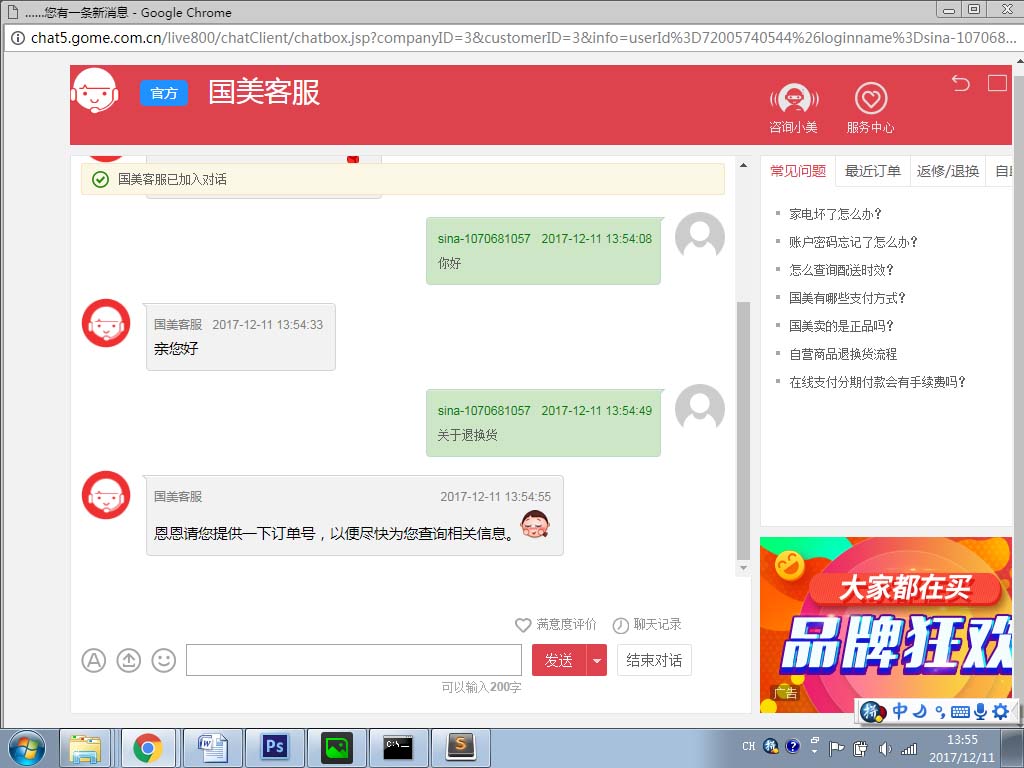 ......您有一条新消息 - Google Chrome
chat5.gome.com.cn/live800/chatClient/chatbox.jsp?companyID=3&customerID=3&info=userId%3D72005740544%26loginname%3Dsina-107068...
官方
国美客服
咨询小美
服务中心
国美客服已加入对话
sina-1070681057 2017-12-11 13:54:08
你好
国美客服 2017-12-11 13:54:33
亲您好
sina-1070681057 2017-12-11 13:54:49
关于退换货
国美客服 2017-12-11 13:54:55
恩恩请您提供一下订单号，以便尽快为您查询相关信息。
满意度评价
聊天记录
A
发送
结束对话
可以输入200字
常见问题
最近订单
返修/退换
自
家电坏了怎么办？
账户密码忘记了怎么办？
怎么查询配送时效？
国美有哪些支付方式？
国美卖的是正品吗？
自营商品退换货流程
在线支付分期付款会有手续费吗？
大家都在买
品牌狂欢
广告
拼 中
W
Ps
C:\_
S
CH 拼 ?
13:55
2017/12/11